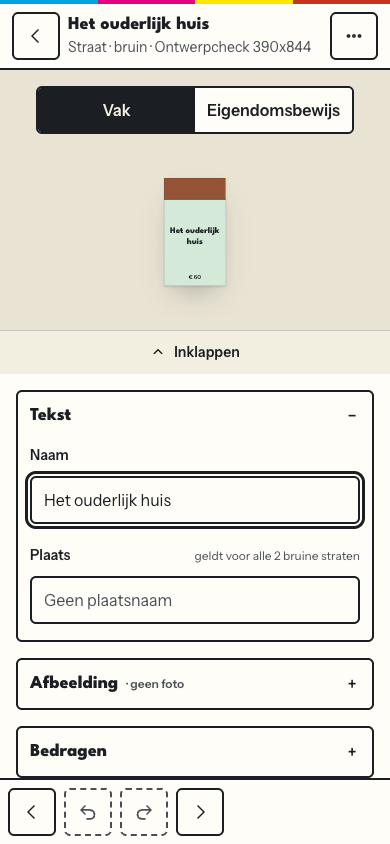 Het ouderlijk huis
Straat · bruin · Ontwerpcheck 390x844
Vak
Eigendomsbewijs
Het ouderlijk
huis
€ 60
Inklappen
Tekst
Naam
Het ouderlijk huis
Plaats
geldt voor alle 2 bruine straten
Geen plaatsnaam
Afbeelding · geen foto
Bedragen